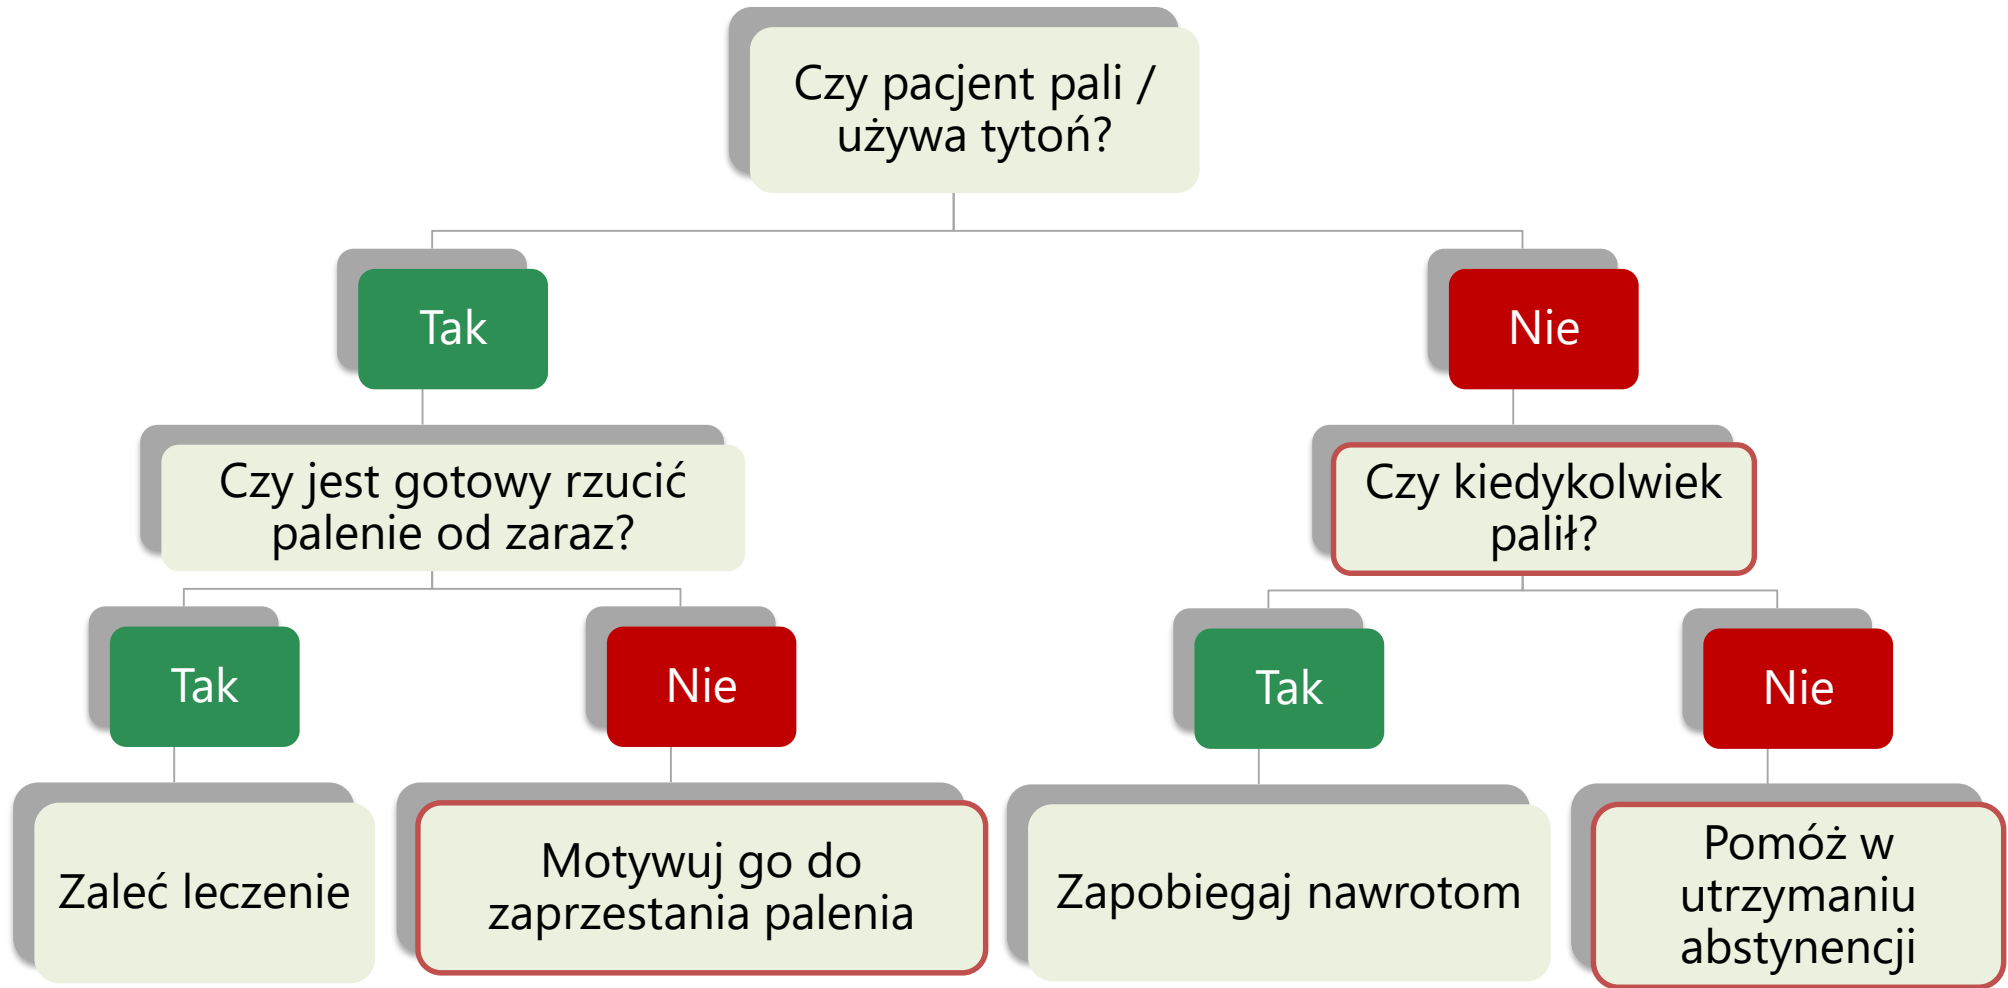 Czy pacjent pali /
używa tytoń?
Tak
Nie
Czy jest gotowy rzucić
palenie od zaraz?
Czy kiedykolwiek
palił?
Tak
Nie
Tak
Nie
Zaleć leczenie
Motywuj go do
zaprzestania palenia
Zapobiegaj nawrotom
Pomóż w
utrzymaniu
abstynencji